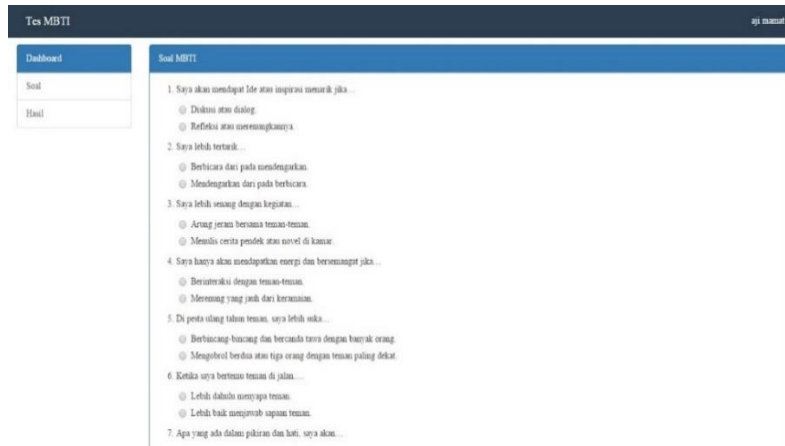 Tes MBTI
aji mamat
Dashboard
Soal
Hasil
Soal MBTI
1. Saya akan mendapat Ide atau inspirasi menarik jika....
Diskusi atau dialog.
Refleksi atau merenungkannya.
2. Saya lebih tertarik....
Berbicara dari pada mendengarkan.
Mendengarkan dari pada berbicara.
3. Saya lebih senang dengan kegiatan....
Arung jeram bersama teman-teman.
Menulis cerita pendek atau novel di kamar.
4. Saya hanya akan mendapatkan energi dan bersemangat jika....
Berinteraksi dengan teman-teman.
Merenung yang jauh dari keramaian.
5. Di pesta ulang tahun teman, saya lebih suka....
Berbincang-bincang dan bercanda tawa dengan banyak orang.
Mengobrol berdua atau tiga orang dengan teman paling dekat.
6. Ketika saya bertemu teman di jalan.....
Lebih dahulu menyapa teman.
Lebih baik menjawab sapaan teman.
7. Apa yang ada dalam pikiran dan hati, saya akan....